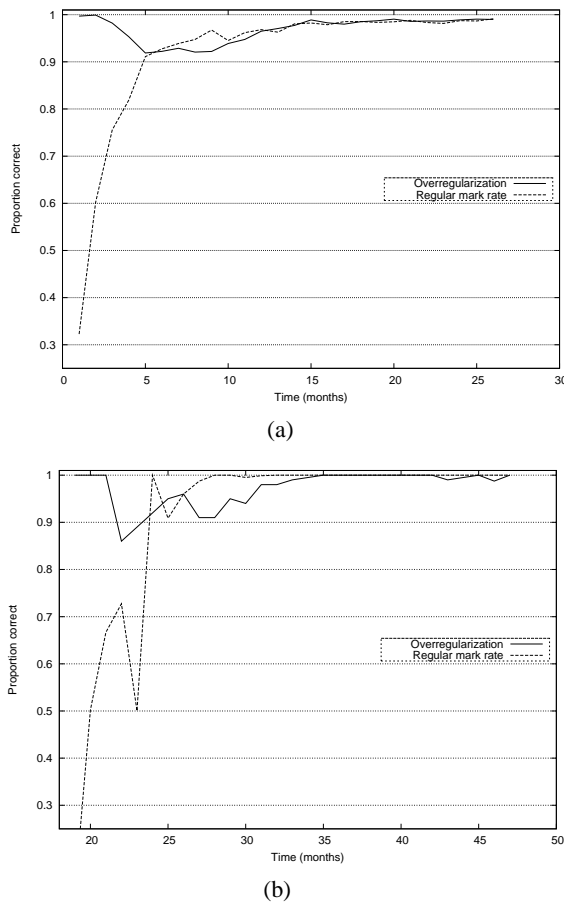 1
0.9
0.8
0.7
0.6
0.5
0.4
0.3
0 5 10 15 20 25 30
Proportion correct
Time (months)
Overregularization
Regular mark rate
(a)
1
0.9
0.8
0.7
0.6
0.5
0.4
0.3
20 25 30 35 40 45 50
Proportion correct
Time (months)
Overregularization
Regular mark rate
(b)